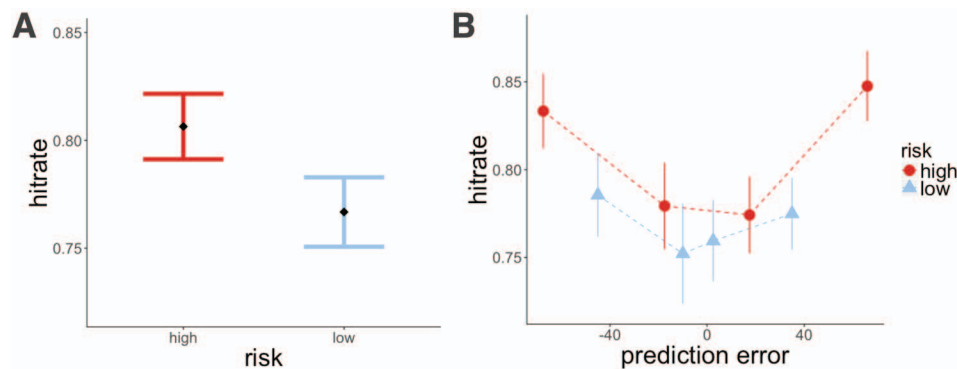 A
0.85
0.80
0.75
hitrate
high
low
risk
B
0.85
0.80
0.75
hitrate
-40
0
40
prediction error
risk
high
low